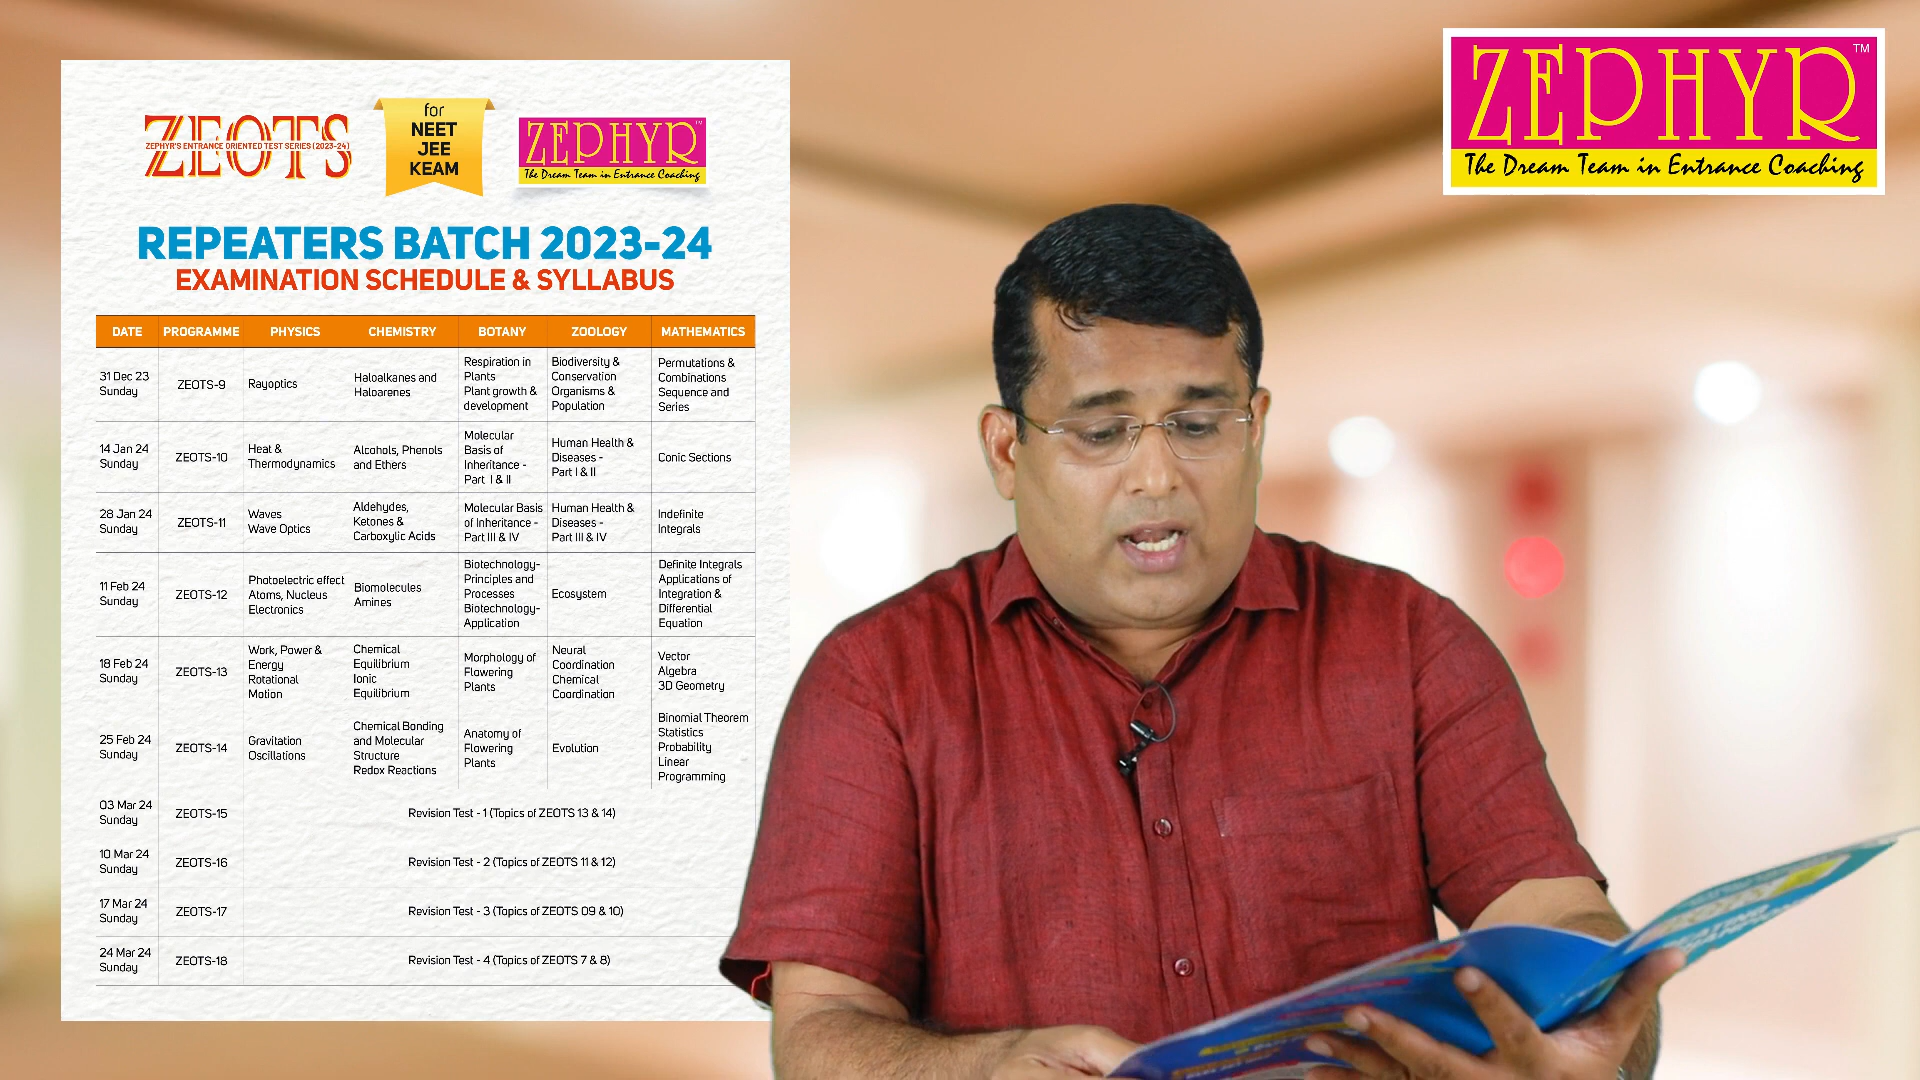 ZEOTS
ZEPHYR'S ENTRANCE ORIENTED TEST SERIES (2023-24)
for
NEET
JEE
KEAM
ZEPHYR™
The Dream Team in Entrance Coaching
REPEATERS BATCH 2023-24
EXAMINATION SCHEDULE & SYLLABUS
DATE PROGRAMME PHYSICS CHEMISTRY BOTANY ZOOLOGY MATHEMATICS
31 Dec 23
Sunday
ZEOTS-9
Rayoptics
Haloalkanes and
Haloarenes
Respiration in
Plants
Plant growth &
development
Biodiversity &
Conservation
Organisms &
Population
Permutations &
Combinations
Sequence and
Series
14 Jan 24
Sunday
ZEOTS-10
Heat &
Thermodynamics
Alcohols, Phenols
and Ethers
Molecular
Basis of
Inheritance -
Part I & II
Human Health &
Diseases -
Part I & II
Conic Sections
28 Jan 24
Sunday
ZEOTS-11
Waves
Wave Optics
Aldehydes,
Ketones &
Carboxylic Acids
Molecular Basis
of Inheritance -
Part III & IV
Human Health &
Diseases -
Part III & IV
Indefinite
Integrals
11 Feb 24
Sunday
ZEOTS-12
Photoelectric effect
Atoms, Nucleus
Electronics
Biomolecules
Amines
Biotechnology-
Principles and
Processes
Biotechnology-
Application
Ecosystem
Definite Integrals
Applications of
Integration &
Differential
Equation
18 Feb 24
Sunday
ZEOTS-13
Work, Power &
Energy
Rotational
Motion
Chemical
Equilibrium
Ionic
Equilibrium
Morphology of
Flowering
Plants
Neural
Coordination
Chemical
Coordination
Vector
Algebra
3D Geometry
25 Feb 24
Sunday
ZEOTS-14
Gravitation
Oscillations
Chemical Bonding
and Molecular
Structure
Redox Reactions
Anatomy of
Flowering
Plants
Evolution
Binomial Theorem
Statistics
Probability
Linear
Programming
03 Mar 24
Sunday
ZEOTS-15
Revision Test - 1 (Topics of ZEOTS 13 & 14)
10 Mar 24
Sunday
ZEOTS-16
Revision Test - 2 (Topics of ZEOTS 11 & 12)
17 Mar 24
Sunday
ZEOTS-17
Revision Test - 3 (Topics of ZEOTS 09 & 10)
24 Mar 24
Sunday
ZEOTS-18
Revision Test - 4 (Topics of ZEOTS 7 & 8)
ZEPHYR™
The Dream Team in Entrance Coaching